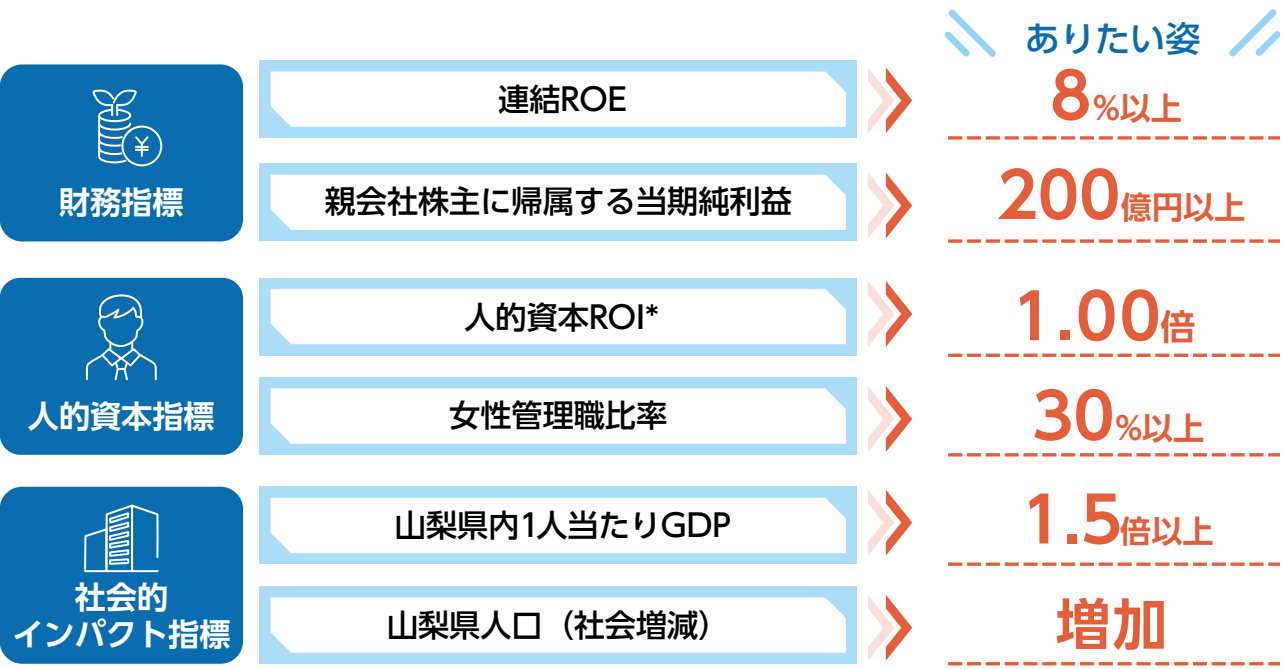 ありたい姿
財務指標
連結ROE
8%以上
親会社株主に帰属する当期純利益
200億円以上
人的資本指標
人的資本ROI*
1.00倍
女性管理職比率
30%以上
社会的
インパクト指標
山梨県内1人当たりGDP
1.5倍以上
山梨県人口（社会増減）
増加